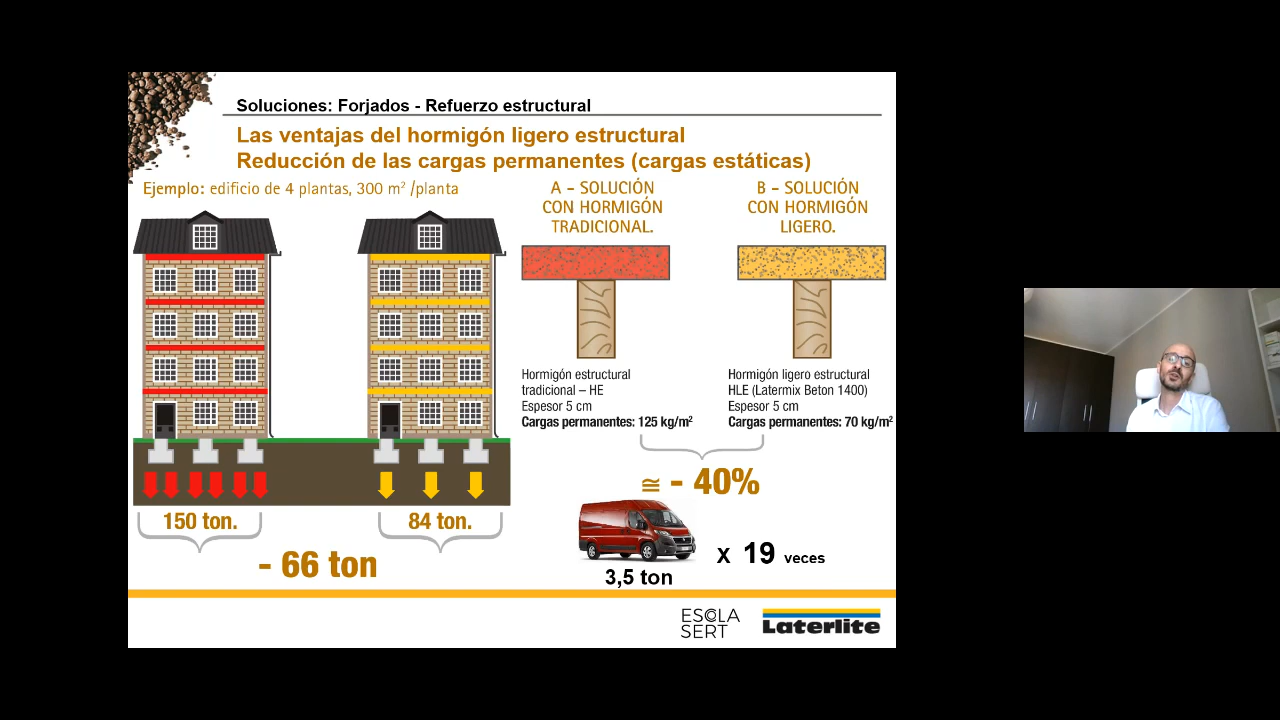 Soluciones: Forjados - Refuerzo estructural
Las ventajas del hormigón ligero estructural
Reducción de las cargas permanentes (cargas estáticas)
Ejemplo: edificio de 4 plantas, 300 m² /planta
A – SOLUCIÓN
CON HORMIGÓN
TRADICIONAL.
B – SOLUCIÓN
CON HORMIGÓN
LIGERO.
Hormigón estructural
tradicional – HE
Espesor 5 cm
Cargas permanentes: 125 kg/m²
Hormigón ligero estructural
HLE (Latermix Beton 1400)
Espesor 5 cm
Cargas permanentes: 70 kg/m²
≅ - 40%
150 ton.
84 ton.
- 66 ton
3,5 ton
x 19 veces
ESCOLA
SERT
Laterlite